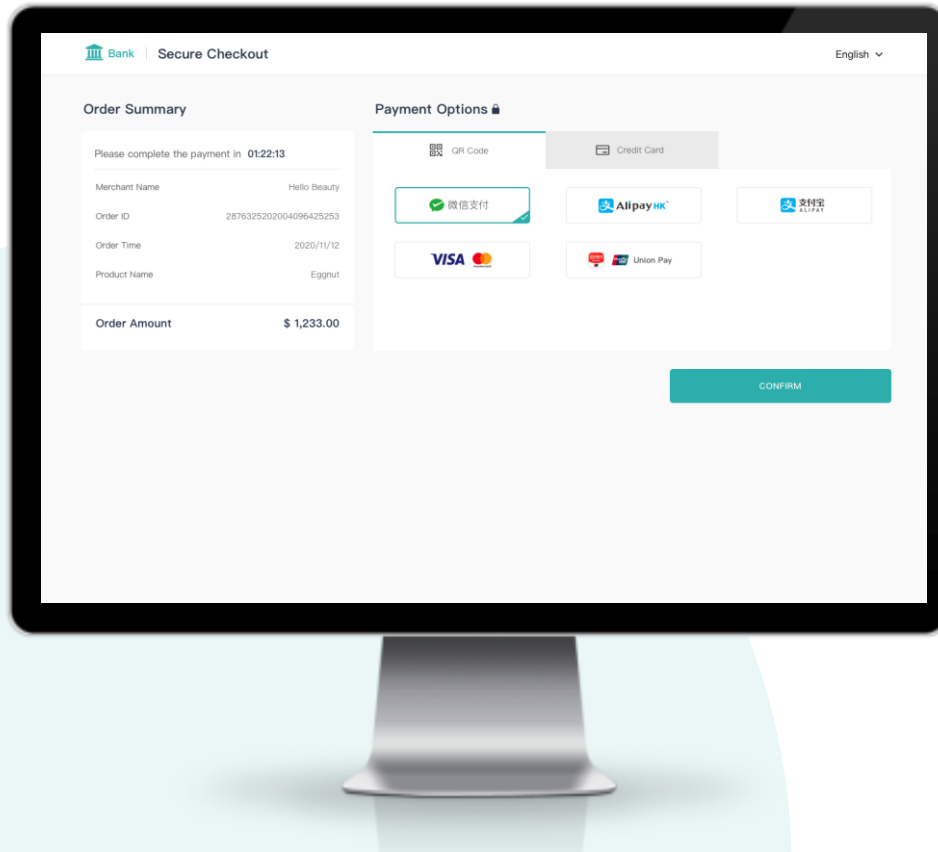 Bank Secure Checkout English
Order Summary
Please complete the payment in 01:22:13
Merchant Name Hello Beauty
Order ID 2876325202004096425253
Order Time 2020/11/12
Product Name Eggnut
Order Amount $ 1,233.00
Payment Options
QR Code Credit Card
微信支付 Alipay HK 支付宝 ALIPAY
VISA Union Pay
CONFIRM